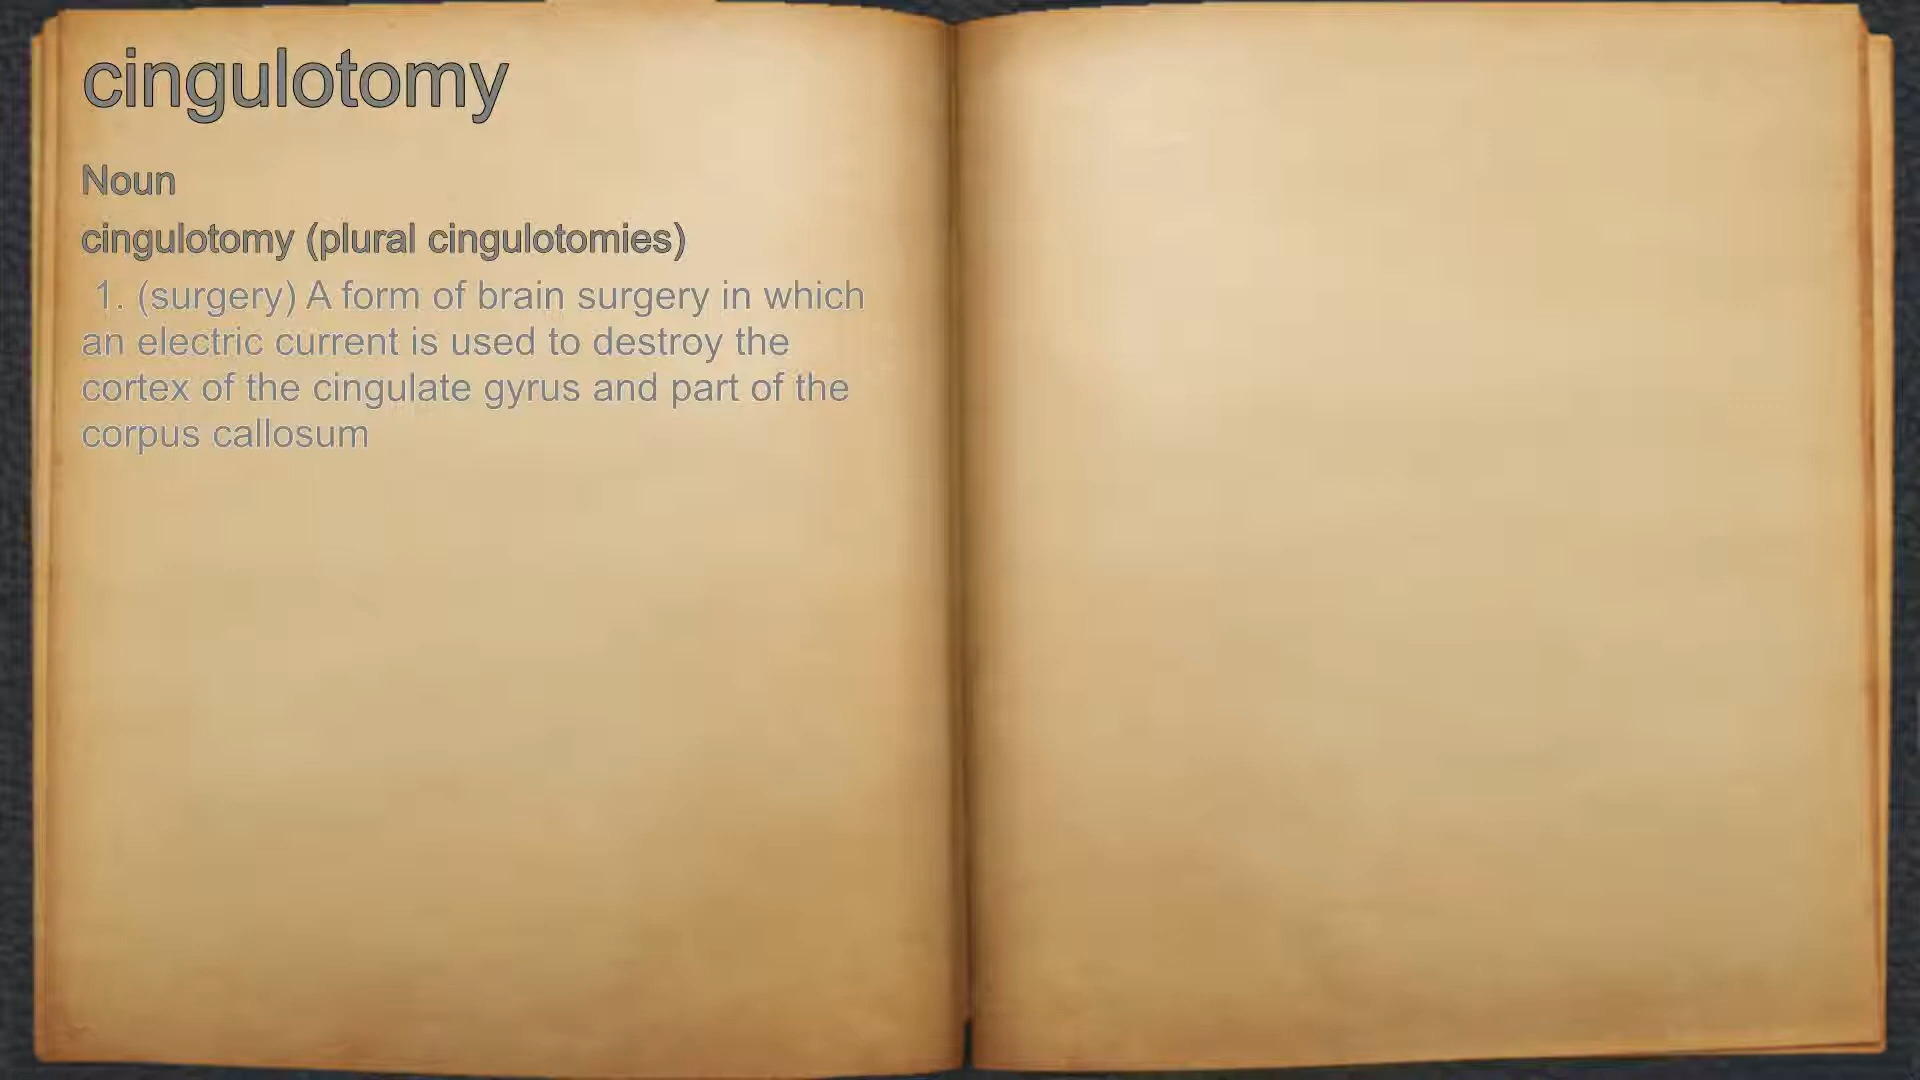 cingulotomy
Noun
cingulotomy (plural cingulotomies)
1. (surgery) A form of brain surgery in which
an electric current is used to destroy the
cortex of the cingulate gyrus and part of the
corpus callosum